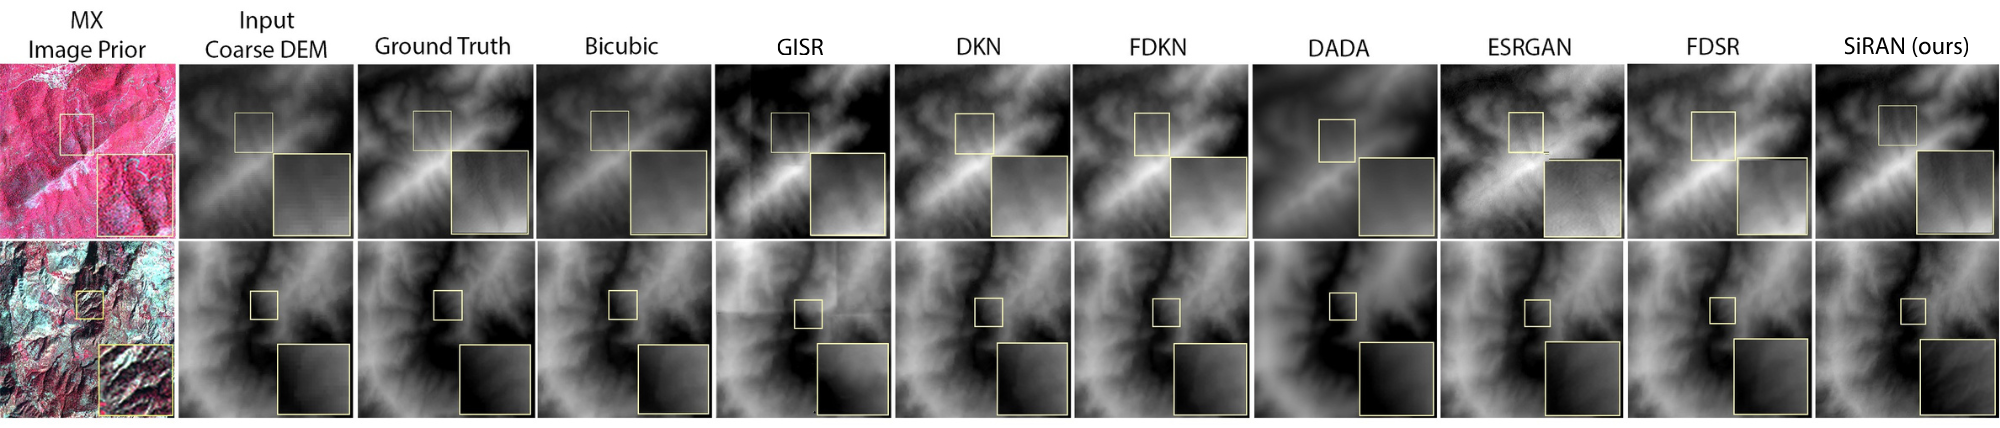 MX
Image Prior
Input
Coarse DEM
Ground Truth
Bicubic
GISR
DKN
FDKN
DADA
ESRGAN
FDSR
SiRAN (ours)